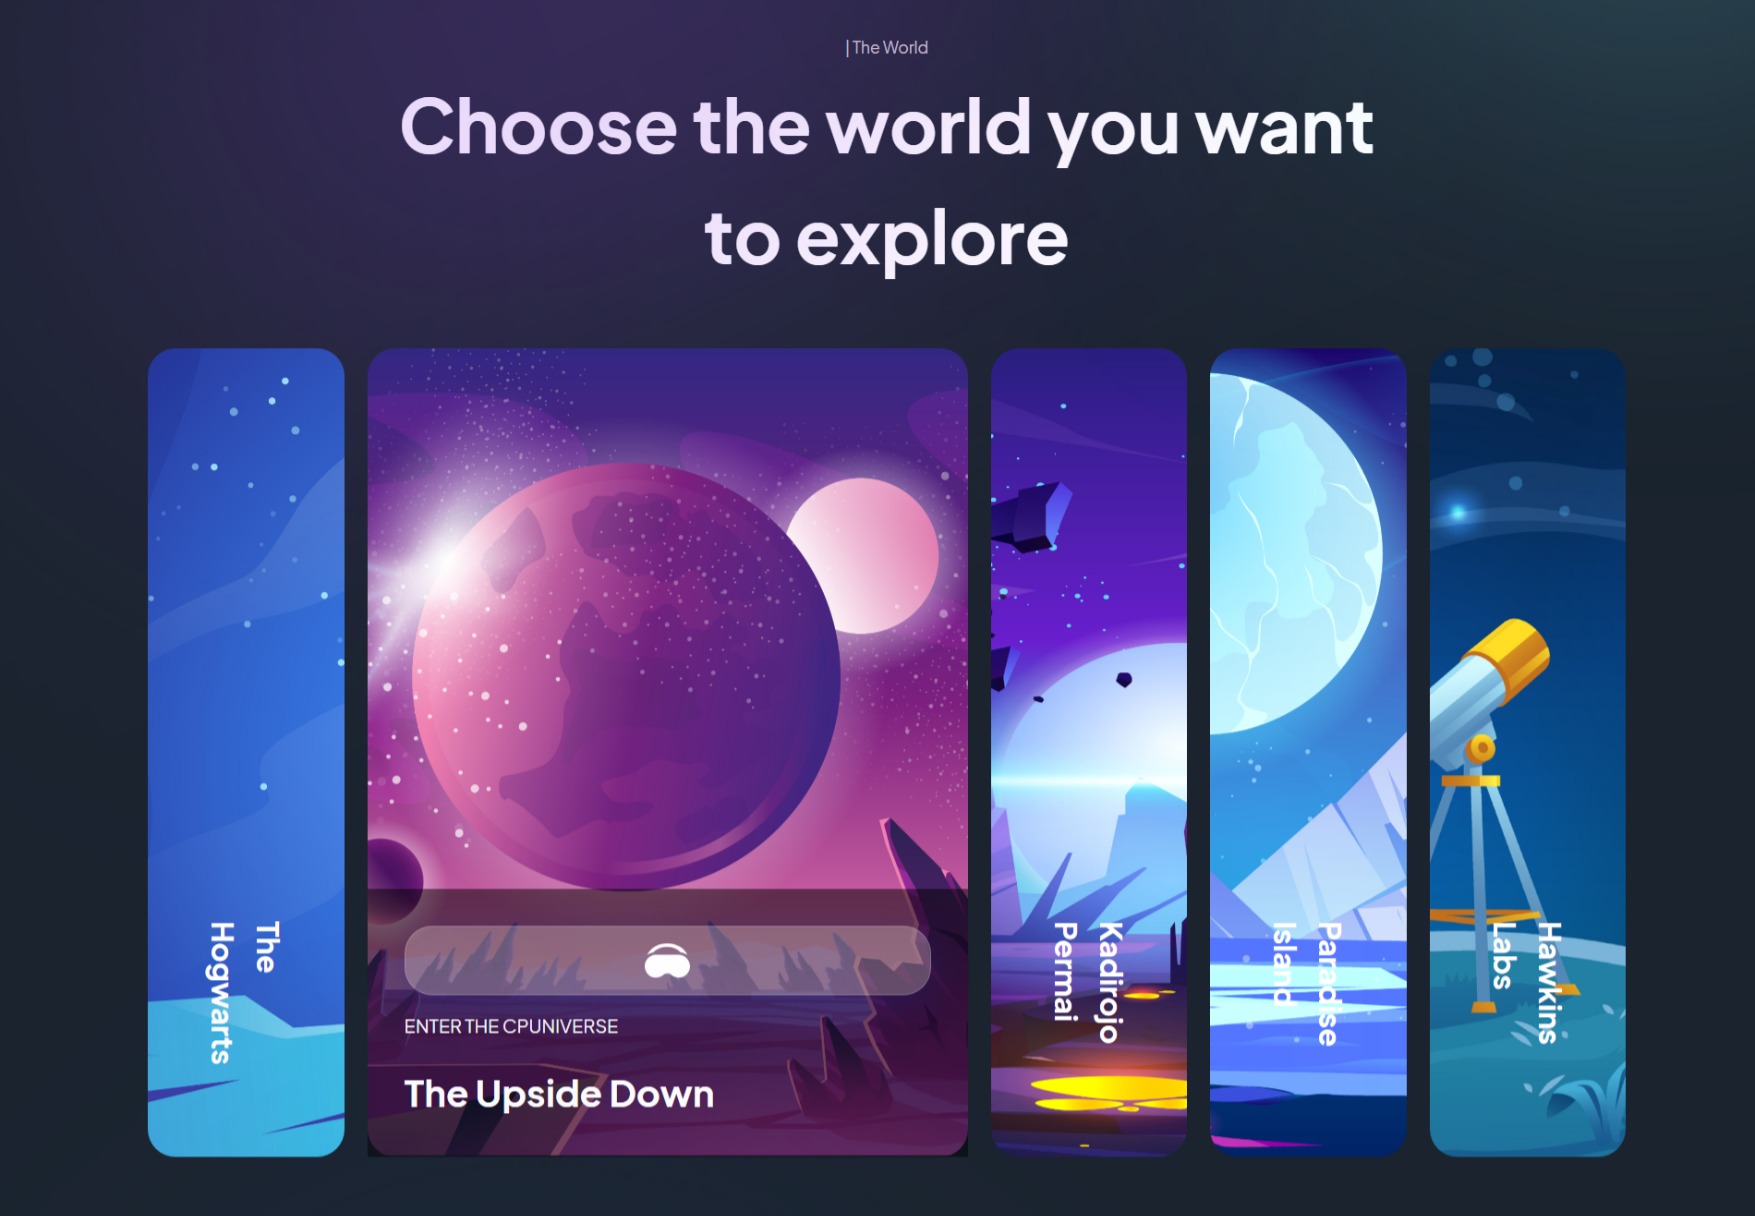 | The World
Choose the world you want
to explore
The
Hogwarts
ENTER THE CPUNIVERSE
The Upside Down
Kadirojo
Permai
Paradise
Island
Hawkins
Labs